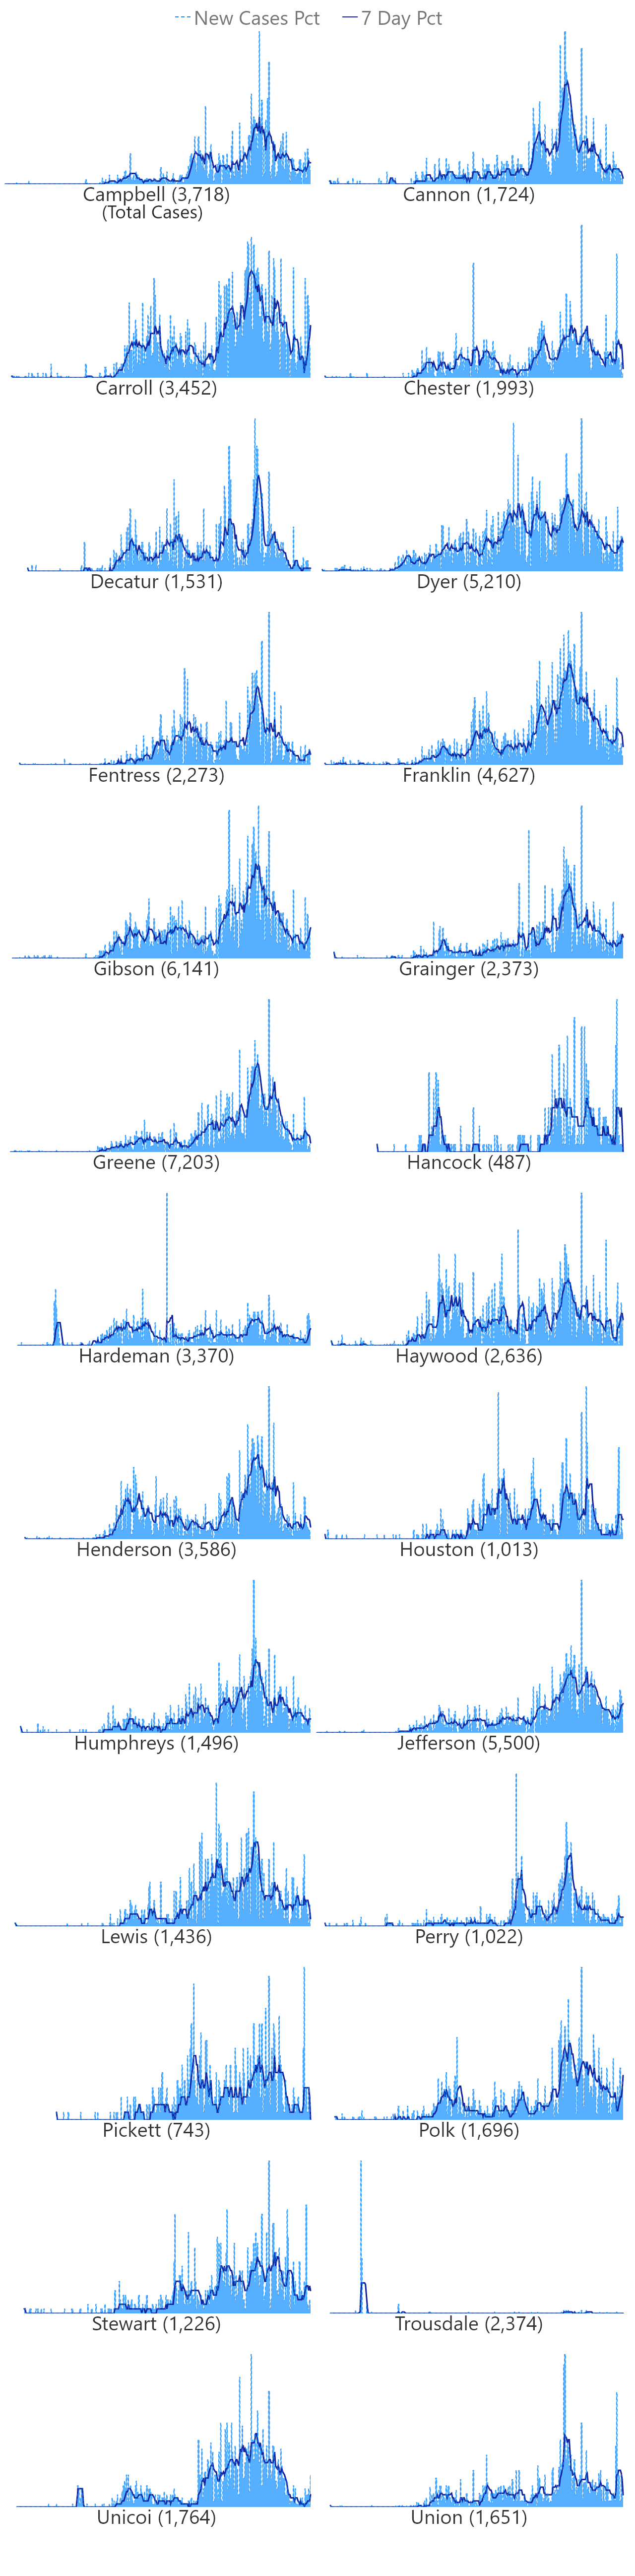 New Cases Pct 7 Day Pct
Campbell (3,718) Cannon (1,724)
(Total Cases)
Carroll (3,452) Chester (1,993)
Decatur (1,531) Dyer (5,210)
Fentress (2,273) Franklin (4,627)
Gibson (6,141) Grainger (2,373)
Greene (7,203) Hancock (487)
Hardeman (3,370) Haywood (2,636)
Henderson (3,586) Houston (1,013)
Humphreys (1,496) Jefferson (5,500)
Lewis (1,436) Perry (1,022)
Pickett (743) Polk (1,696)
Stewart (1,226) Trousdale (2,374)
Unicoi (1,764) Union (1,651)